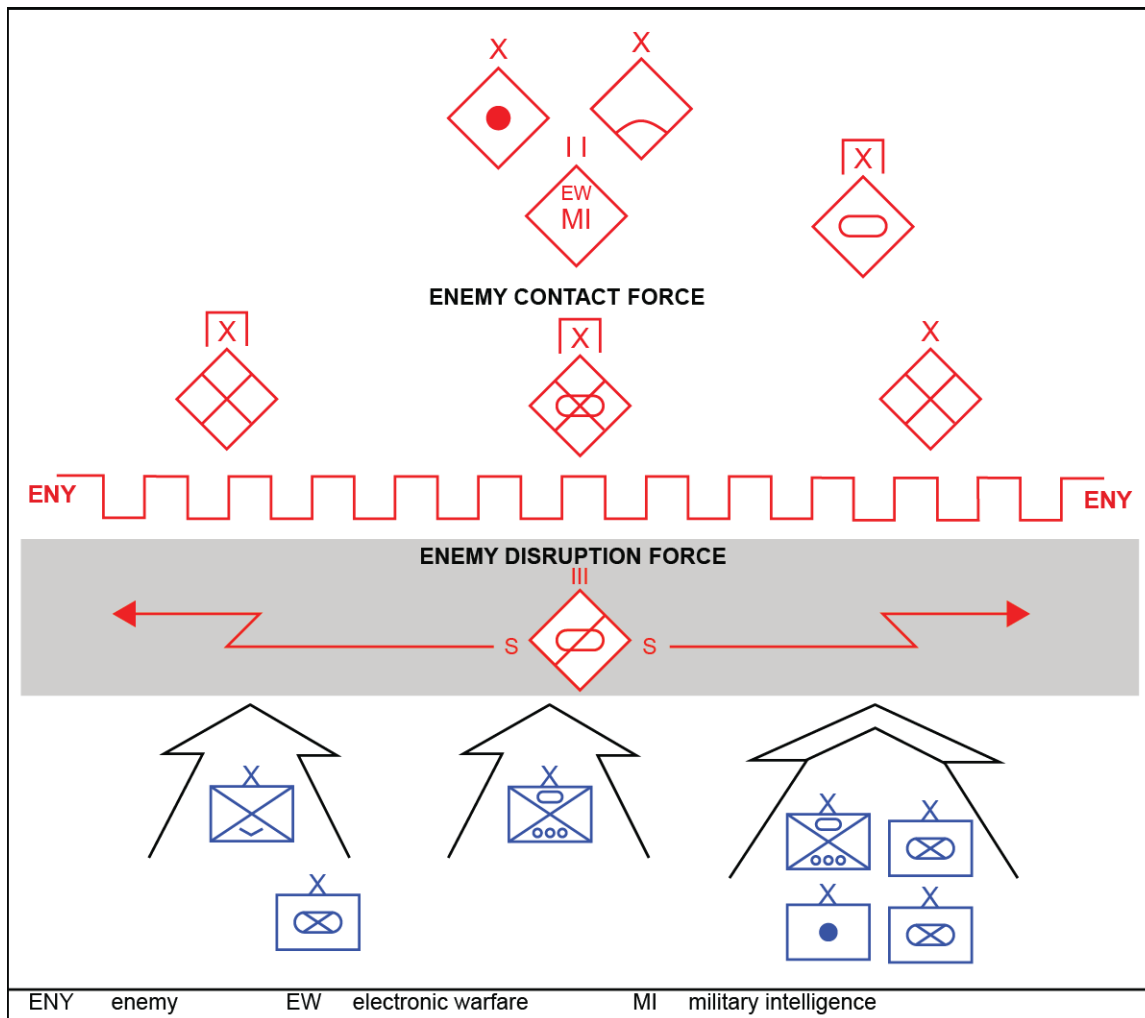 X X
II
EW
MI
X
ENEMY CONTACT FORCE
X X X
ENY ENY
ENEMY DISRUPTION FORCE
III
S S
X X
X X
X
X X
ENY enemy EW electronic warfare MI military intelligence